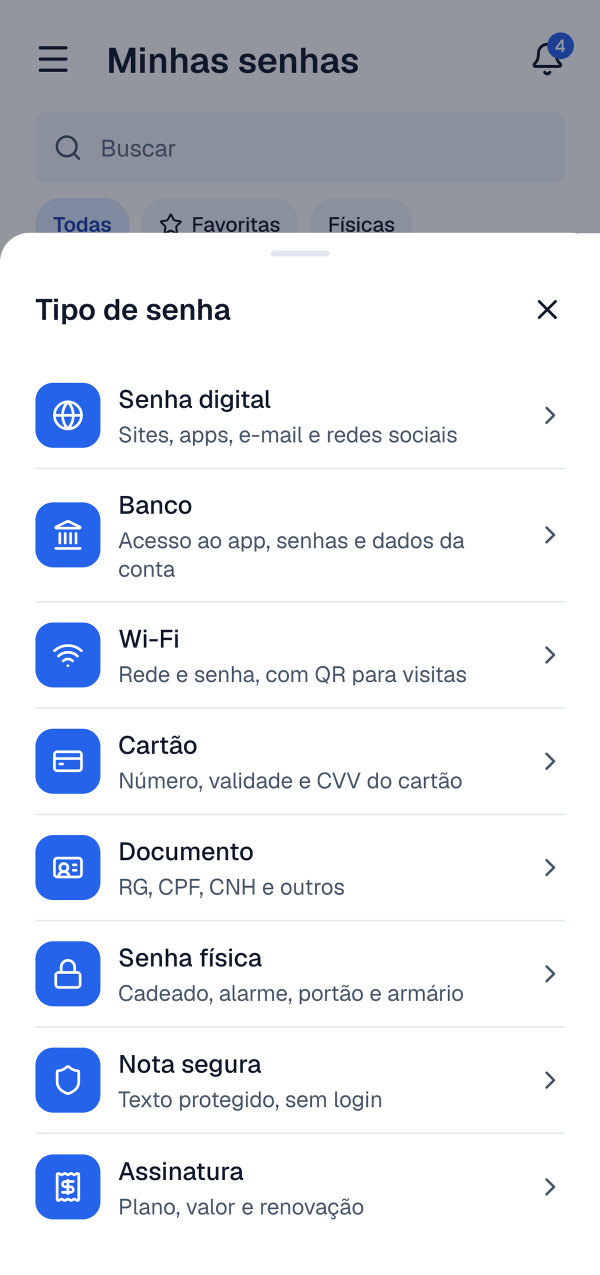 Minhas senhas
4
Buscar
Todas
Favoritas
Físicas
Tipo de senha
Senha digital
Sites, apps, e-mail e redes sociais
Banco
Acesso ao app, senhas e dados da
conta
Wi-Fi
Rede e senha, com QR para visitas
Cartão
Número, validade e CVV do cartão
Documento
RG, CPF, CNH e outros
Senha física
Cadeado, alarme, portão e armário
Nota segura
Texto protegido, sem login
Assinatura
Plano, valor e renovação